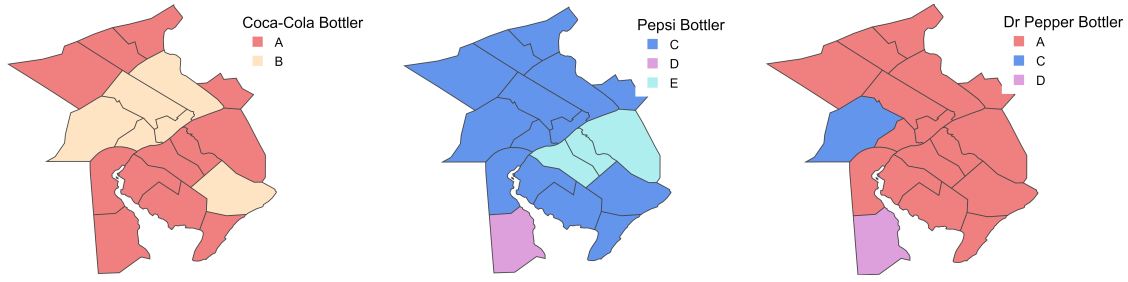 Coca-Cola Bottler
A
B
Pepsi Bottler
C
D
E
Dr Pepper Bottler
A
C
D